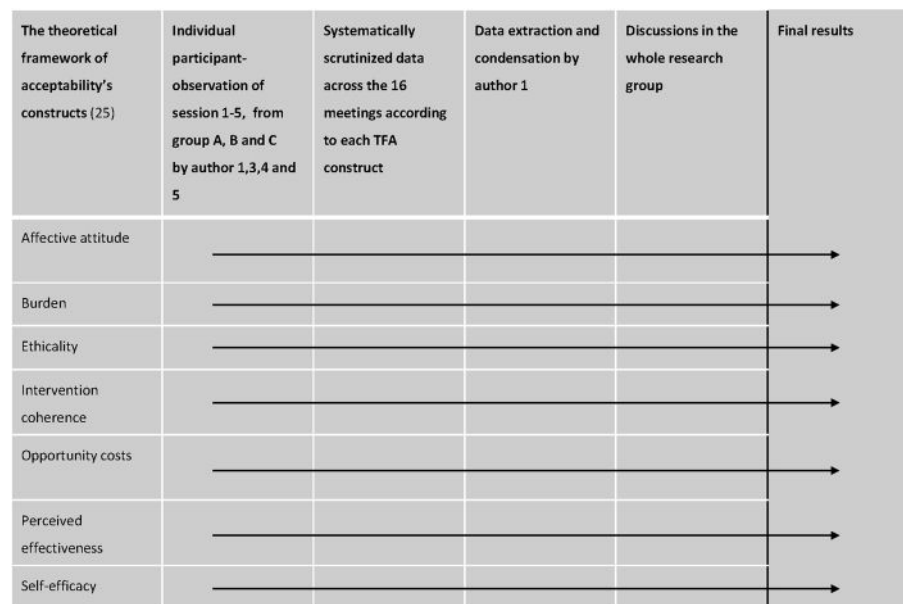 The theoretical
framework of
acceptability's
constructs (25)
Individual
participant-
observation of
session 1-5, from
group A, B and C
by author 1,3,4 and
5
Systematically
scrutinized data
across the 16
meetings according
to each TFA
construct
Data extraction and
condensation by
author 1
Discussions in the
whole research
group
Final results
Affective attitude
Burden
Ethicality
Intervention
coherence
Opportunity costs
Perceived
effectiveness
Self-efficacy